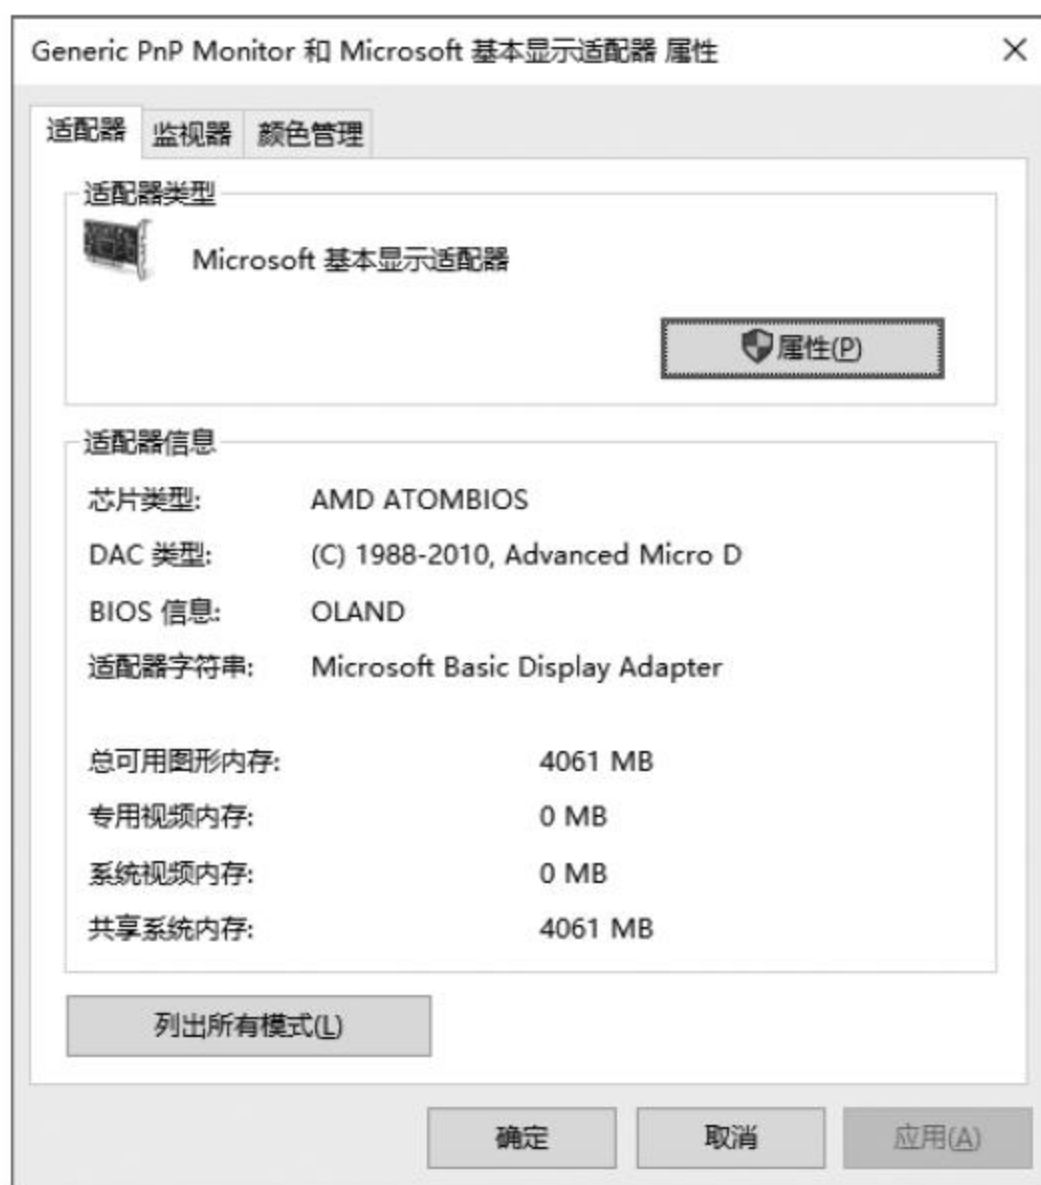 Generic PnP Monitor 和 Microsoft 基本显示适配器 属性
适配器 监视器 颜色管理
适配器类型
Microsoft 基本显示适配器
属性(P)
适配器信息
芯片类型: AMD ATOMBIOS
DAC 类型: (C) 1988-2010, Advanced Micro D
BIOS 信息: OLAND
适配器字符串: Microsoft Basic Display Adapter
总可用图形内存: 4061 MB
专用视频内存: 0 MB
系统视频内存: 0 MB
共享系统内存: 4061 MB
列出所有模式(L)
确定 取消 应用(A)